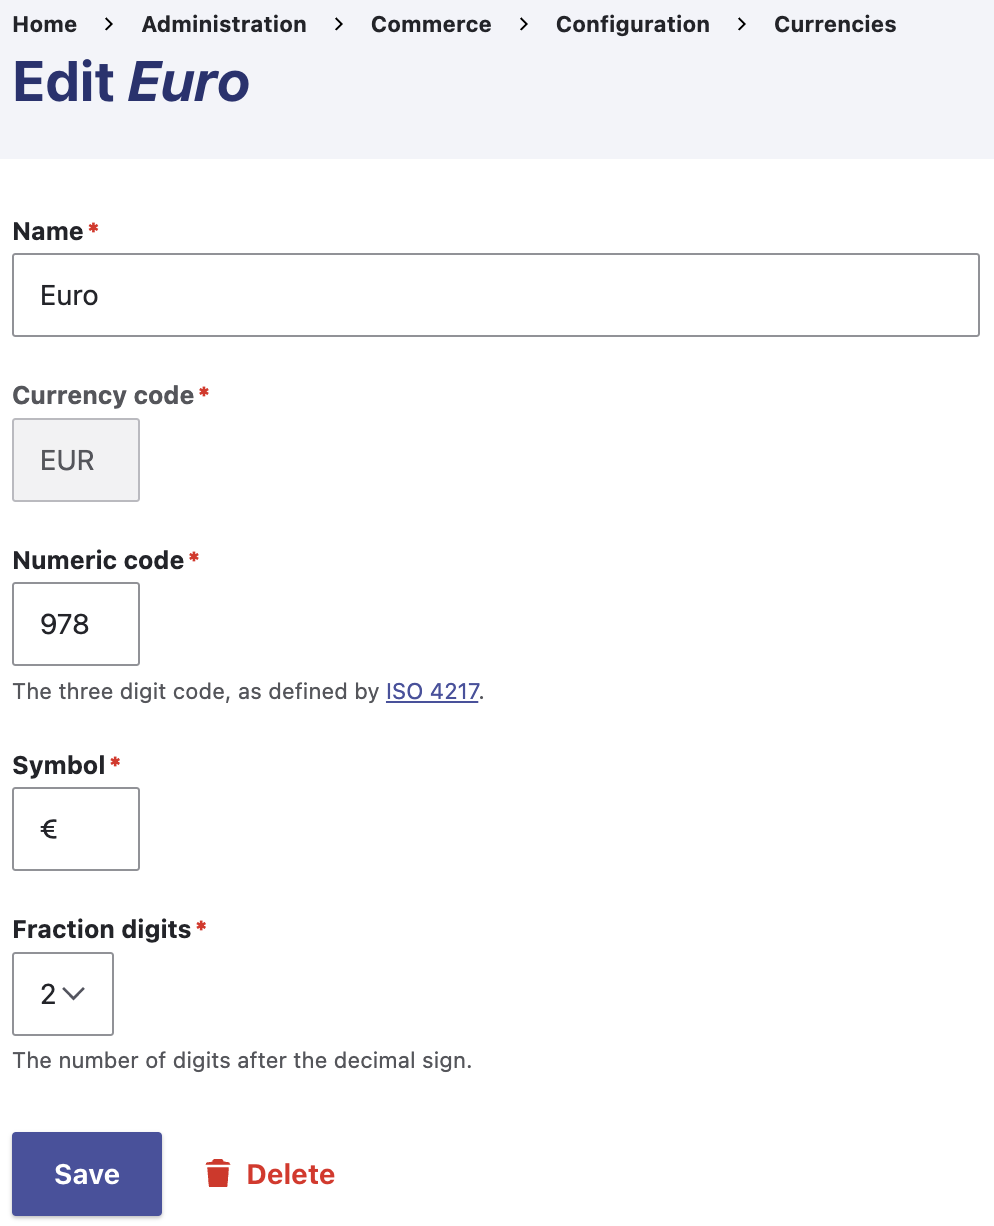 Home > Administration > Commerce > Configuration > Currencies
Edit Euro
Name *
Euro
Currency code *
EUR
Numeric code *
978
The three digit code, as defined by ISO 4217.
Symbol *
€
Fraction digits *
2
The number of digits after the decimal sign.
Save Delete